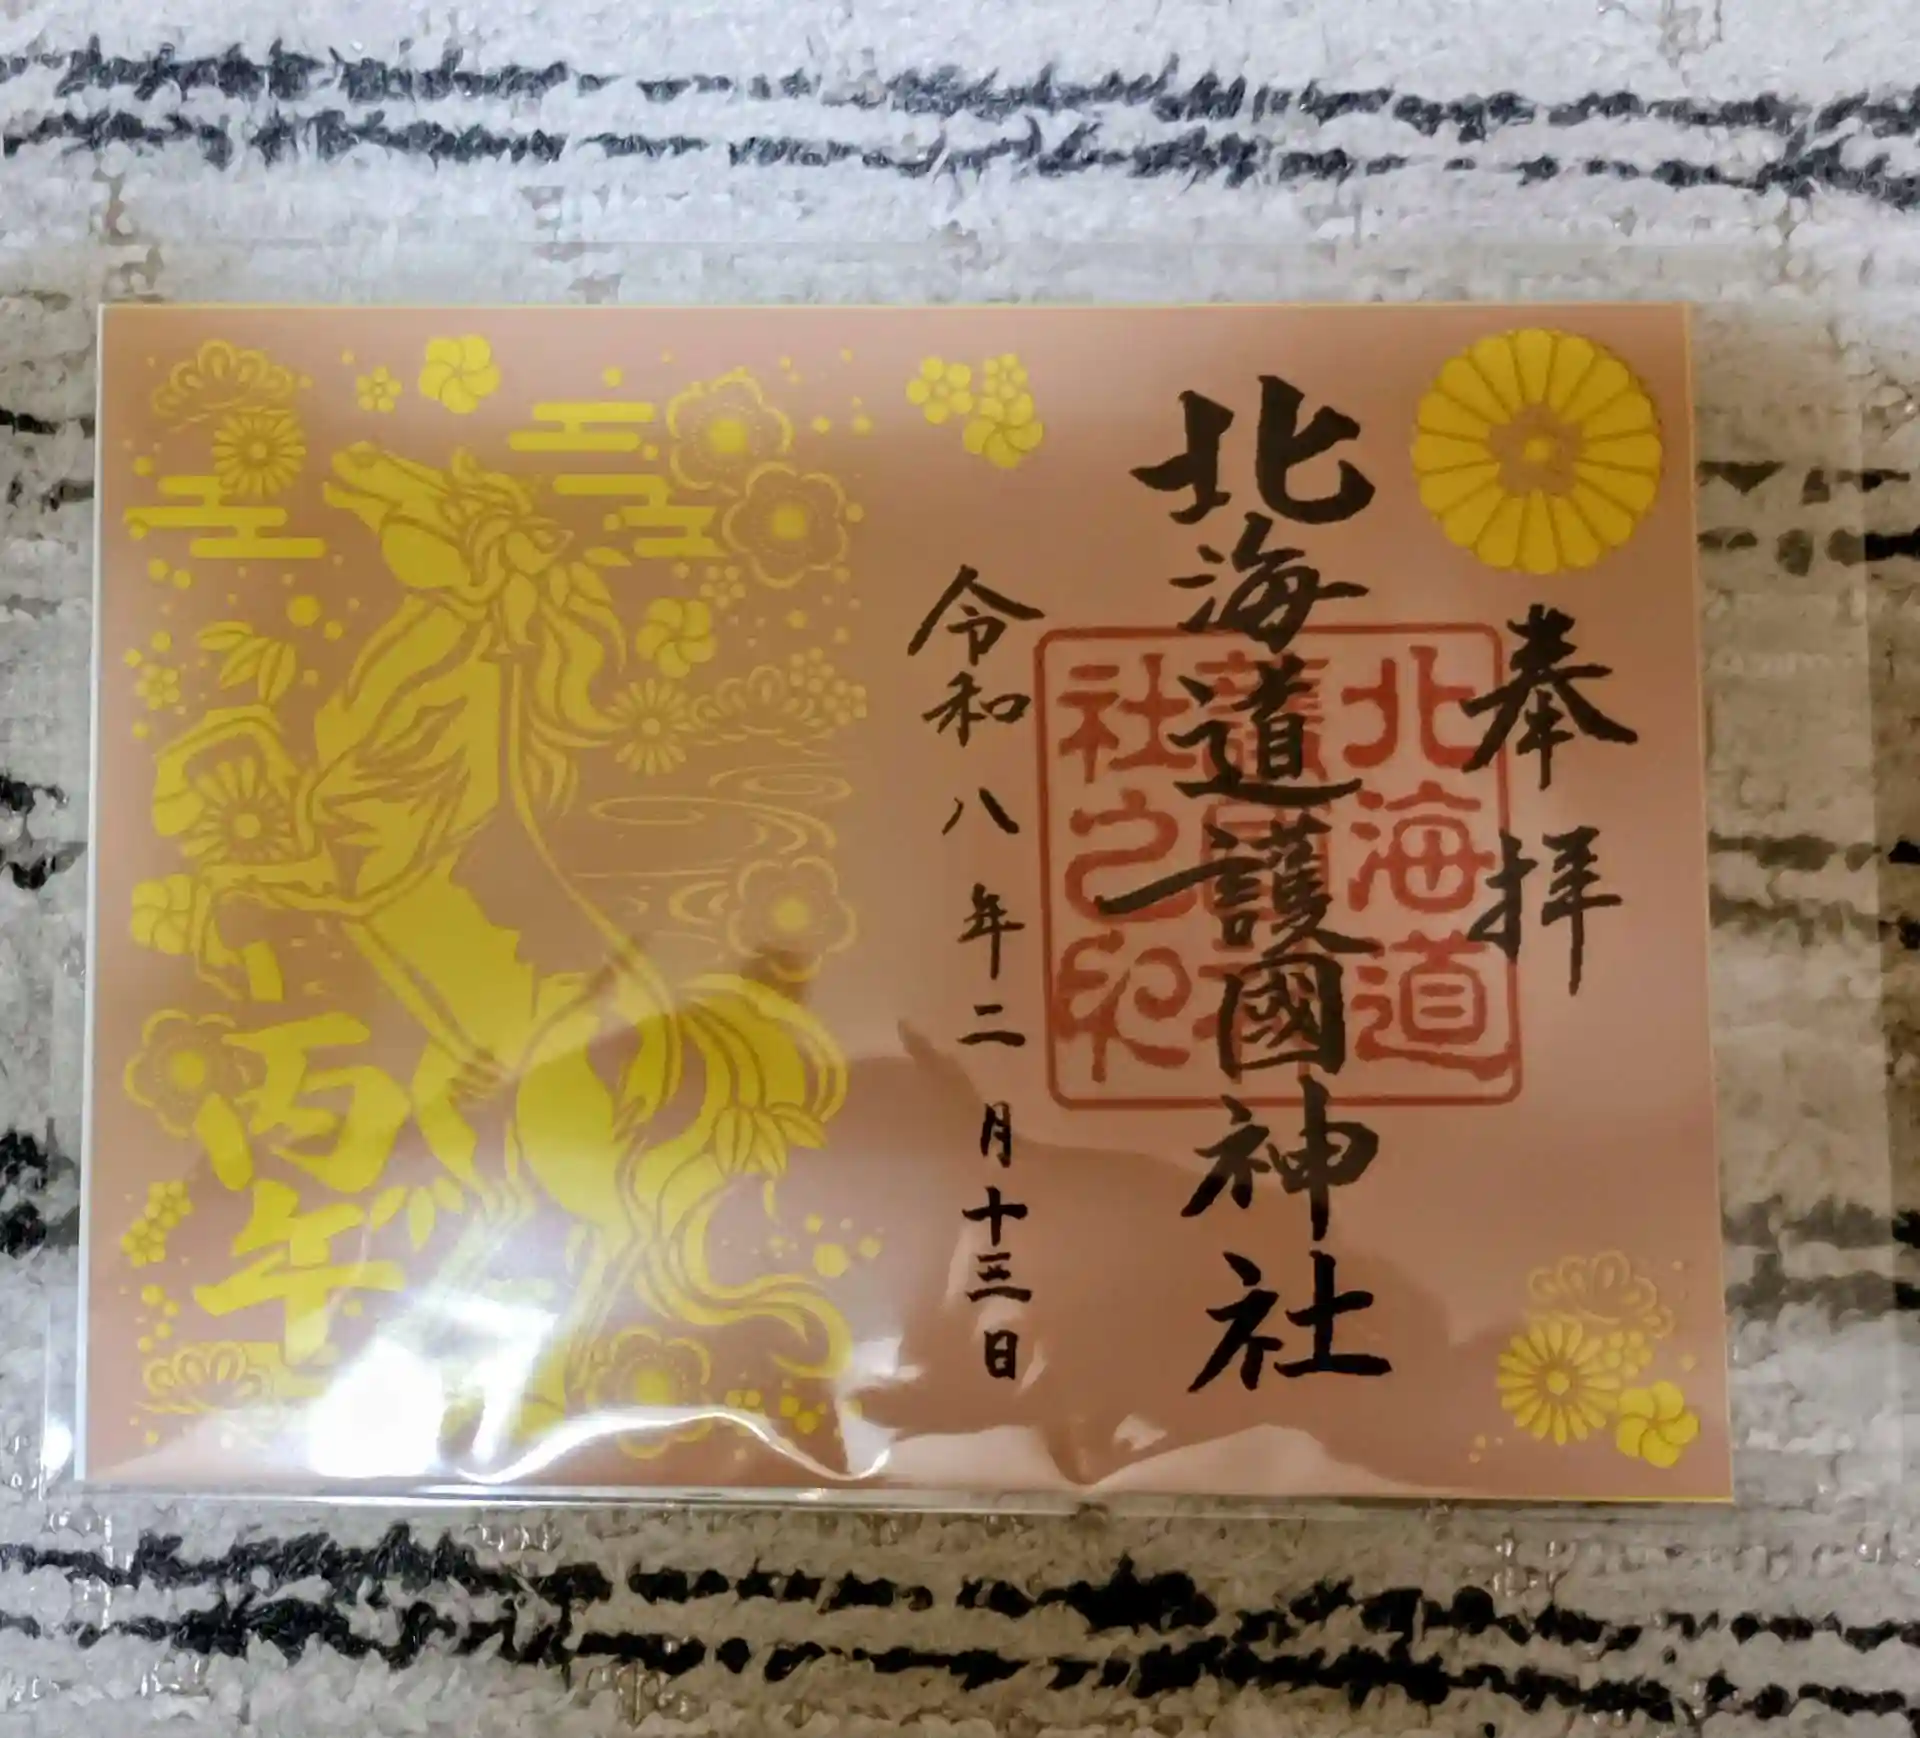 奉拝
北海道護國神社
北海道
護國神
社之印
令和八年二月十三日
丙午